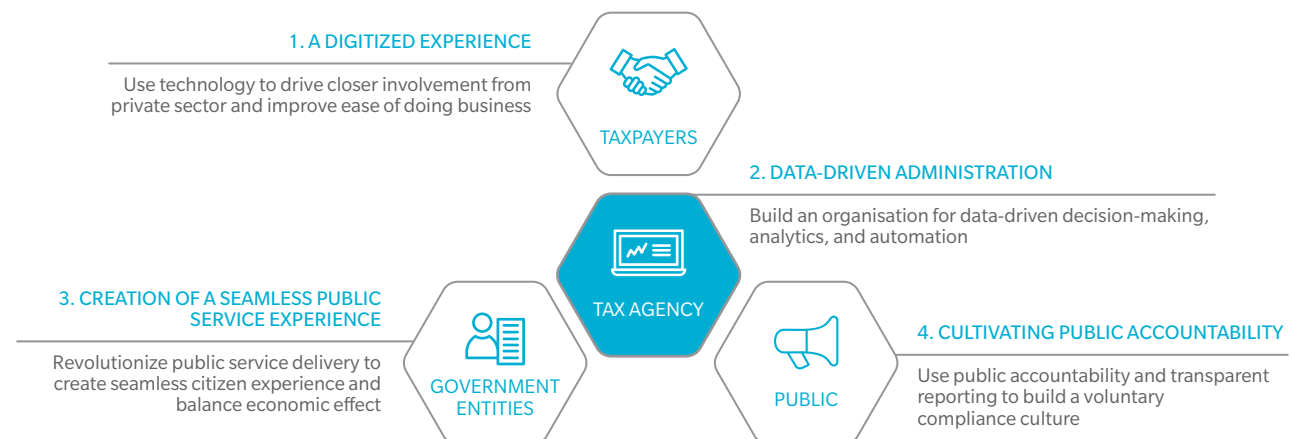 1. A DIGITIZED EXPERIENCE
Use technology to drive closer involvement from
private sector and improve ease of doing business
TAXPAYERS
2. DATA-DRIVEN ADMINISTRATION
Build an organisation for data-driven decision-making,
analytics, and automation
TAX AGENCY
3. CREATION OF A SEAMLESS PUBLIC
SERVICE EXPERIENCE
Revolutionize public service delivery to
create seamless citizen experience and
balance economic effect
GOVERNMENT
ENTITIES
PUBLIC
4. CULTIVATING PUBLIC ACCOUNTABILITY
Use public accountability and transparent
reporting to build a voluntary
compliance culture